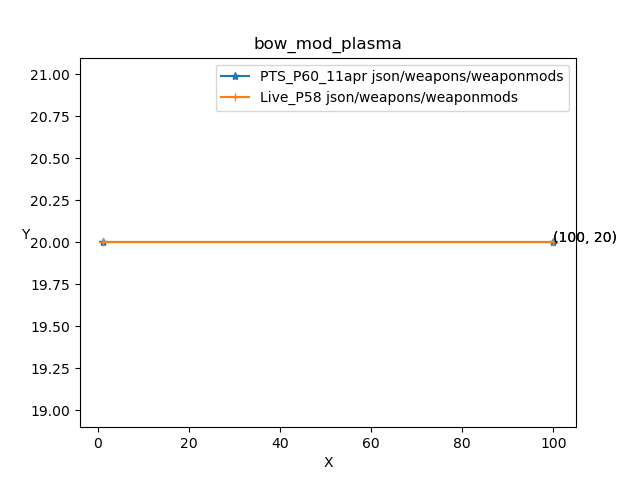 bow_mod_plasma
PTS_P60_11apr json/weapons/weaponmods
Live_P58 json/weapons/weaponmods
21.00
20.75
20.50
20.25
Y
20.00
(100, 20)
19.75
19.50
19.25
19.00
0 20 40 60 80 100
X